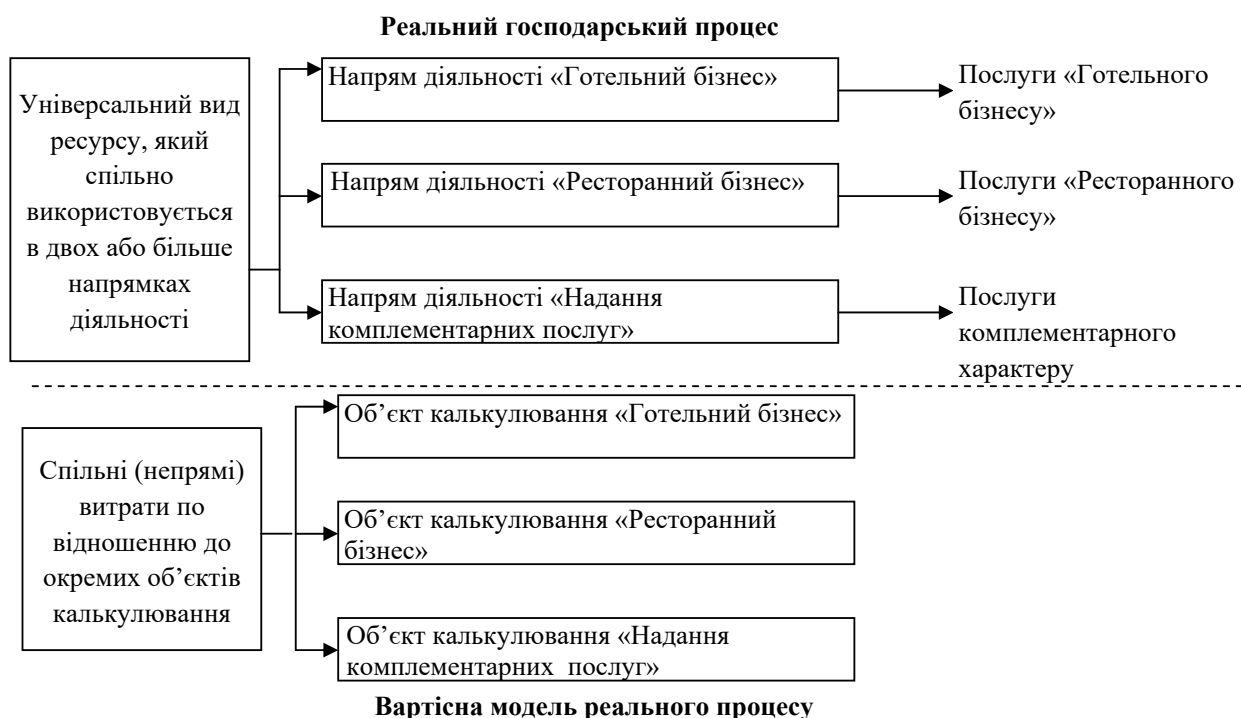 Реальний господарський процес
Універсальний вид
ресурсу, який
спільно
використовується
в двох або більше
напрямках
діяльності
Напрям діяльності «Готельний бізнес»
Послуги «Готельного
бізнесу»
Напрям діяльності «Ресторанний бізнес»
Послуги «Ресторанного
бізнесу»
Напрям діяльності «Надання
комплементарних послуг»
Послуги
комплементарного
характеру
Спільні (непрямі)
витрати по
відношенню до
окремих об’єктів
калькулювання
Об’єкт калькулювання «Готельний бізнес»
Об’єкт калькулювання «Ресторанний
бізнес»
Об’єкт калькулювання «Надання
комплементарних  послуг»
Вартісна модель реального процесу